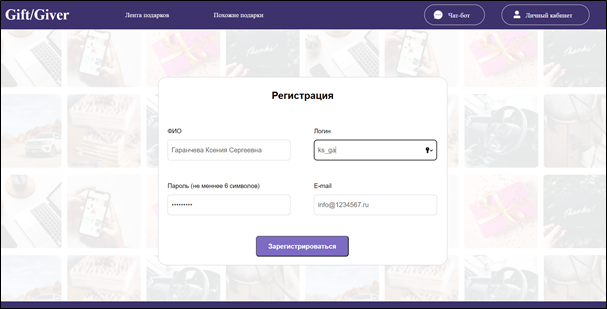 Gift/Giver
Лента подарков
Похожие подарки
Чат-бот
Личный кабинет
Регистрация
ФИО
Логин
Гаранчева Ксения Сергеевна
ks_ga
Пароль (не меннее 6 символов)
E-mail
•••••••••
info@1234567.ru
Зарегистрироваться